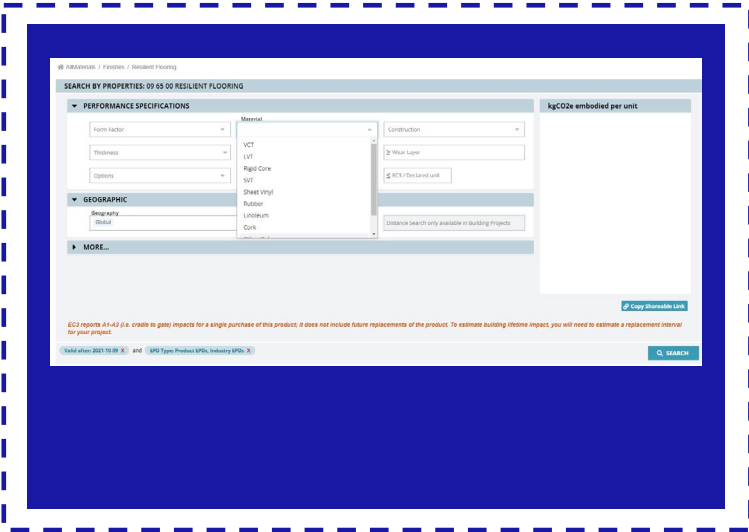 AllMaterials / Finishes / Resilient Flooring
SEARCH BY PROPERTIES: 09 65 00 RESILIENT FLOORING
PERFORMANCE SPECIFICATIONS
kgCO2e embodied per unit
Form Factor
Material
Construction
Thickness
≥ Wear Layer
Options
≤ EC3 / Declared unit
VCT
LVT
Rigid Core
SVT
Sheet Vinyl
Rubber
Linoleum
Cork
GEOGRAPHIC
Geography
Global
Distance Search only available in Building Projects
MORE...
Copy Shareable Link
EC3 reports A1-A3 (i.e. cradle to gate) impacts for a single purchase of this product; it does not include future replacements of the product. To estimate building lifetime impact, you will need to estimate a replacement interval
for your project.
Valid after: 2021-10-09 X and EPD Type: Product EPDs, Industry EPDs X
SEARCH